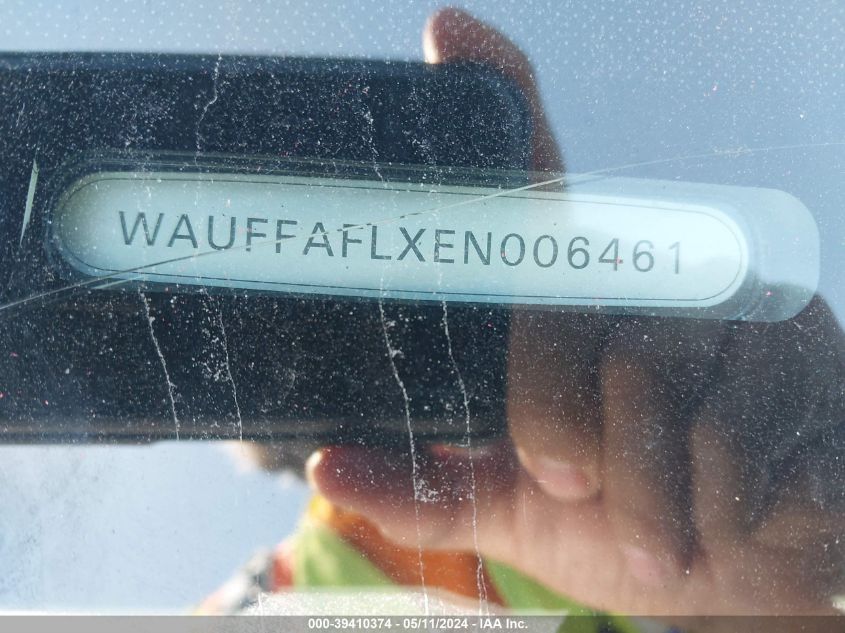 WAUFFAFLXEN006461
000-39410374 - 05/11/2024 - IAA Inc.